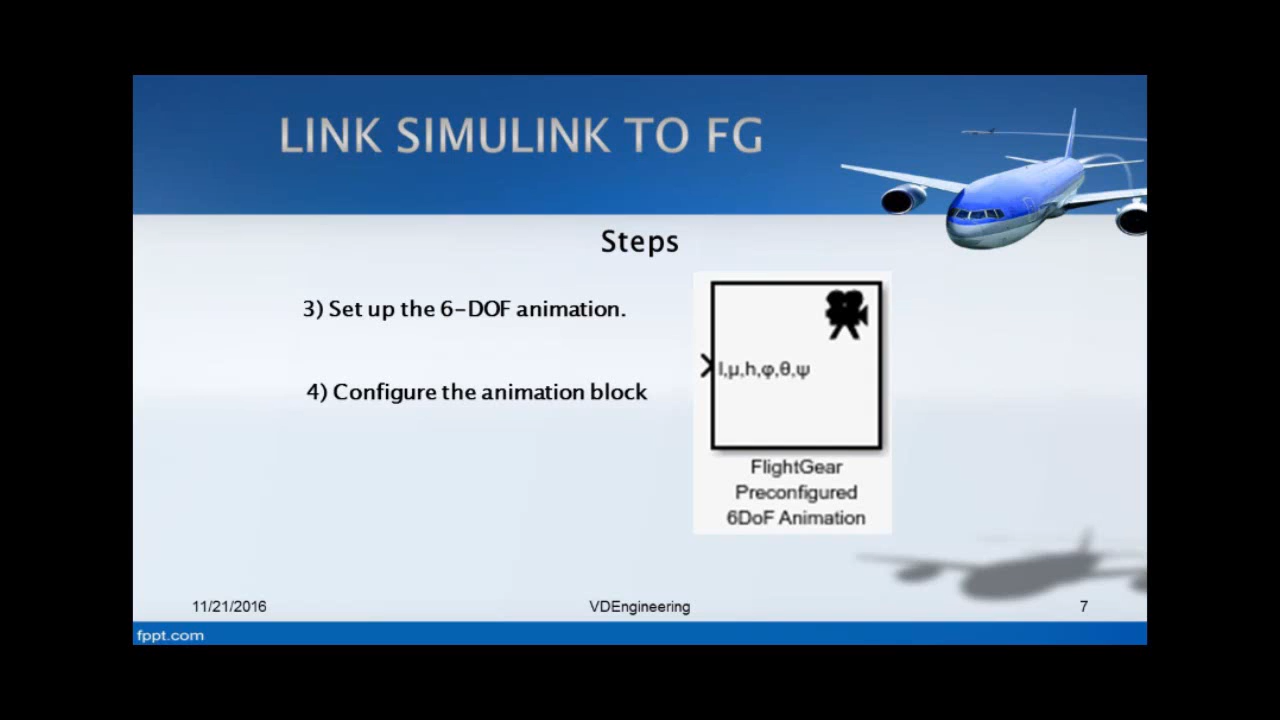 LINK SIMULINK TO FG
Steps
3) Set up the 6-DOF animation.
4) Configure the animation block
l,μ,h,φ,θ,ψ
FlightGear
Preconfigured
6DoF Animation
11/21/2016
VDEngineering
7
fppt.com